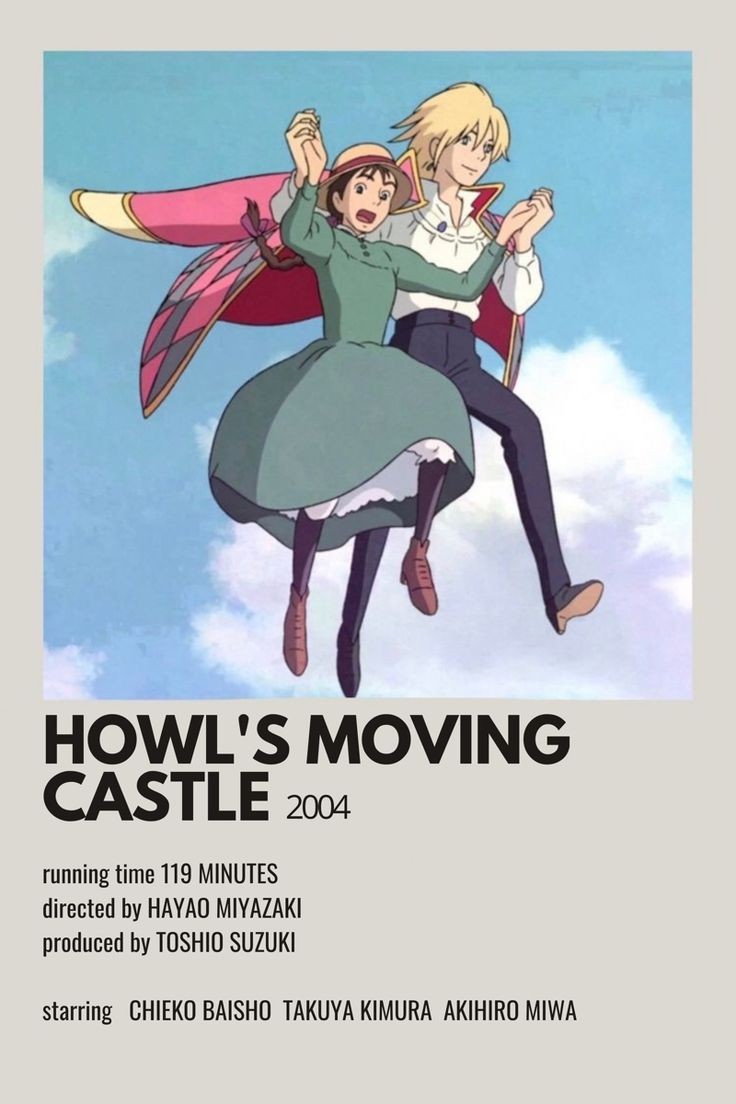 HOWL'S MOVING
CASTLE 2004
running time 119 MINUTES
directed by HAYAO MIYAZAKI
produced by TOSHIO SUZUKI
starring CHIEKO BAISHO TAKUYA KIMURA AKIHIRO MIWA